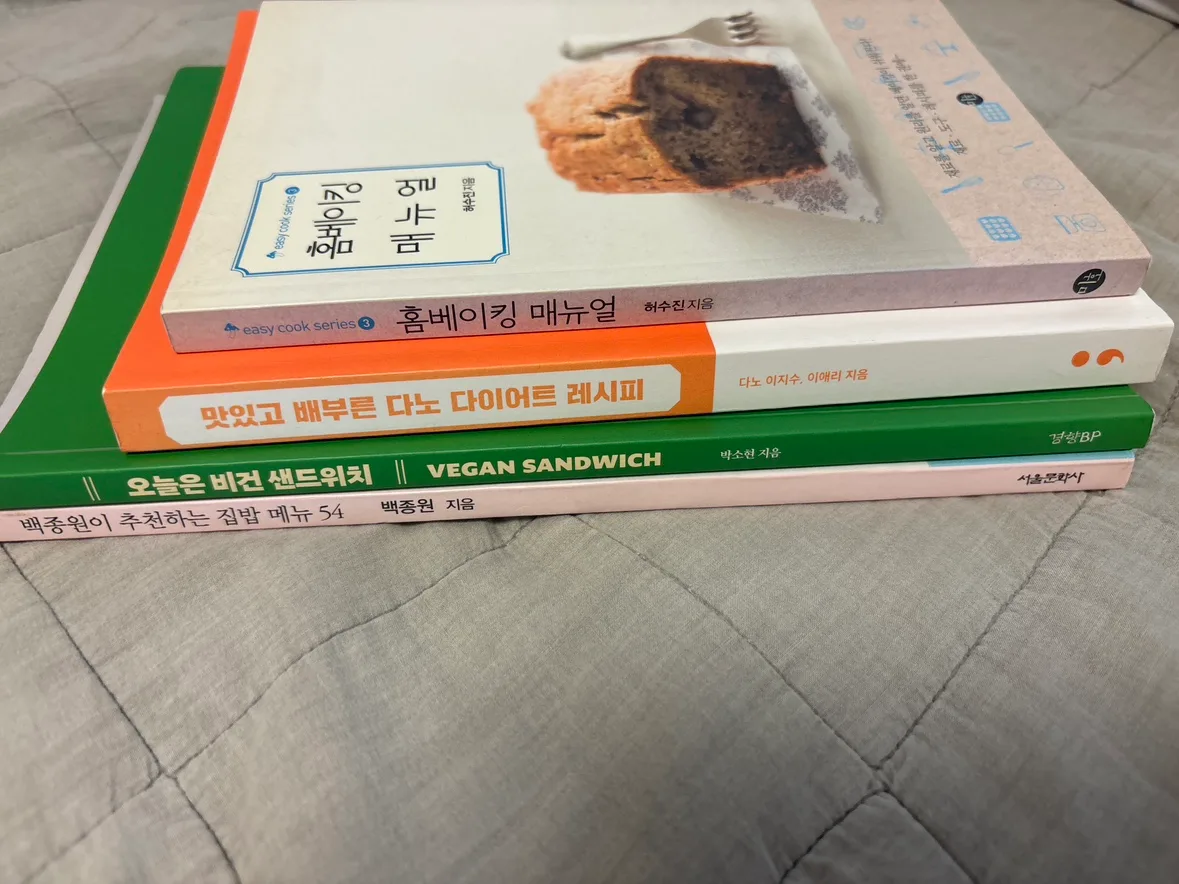 easy cook series 3
홈베이킹
매뉴얼
허수진 지음
easy cook series 3
홈베이킹 매뉴얼
허수진 지음
미호
맛있고 배부른 다노 다이어트 레시피
다노 이지수, 이애리 지음
오늘은 비건 샌드위치
VEGAN SANDWICH
박소현 지음
경향BP
백종원이 추천하는 집밥 메뉴 54
백종원 지음
서울문화사